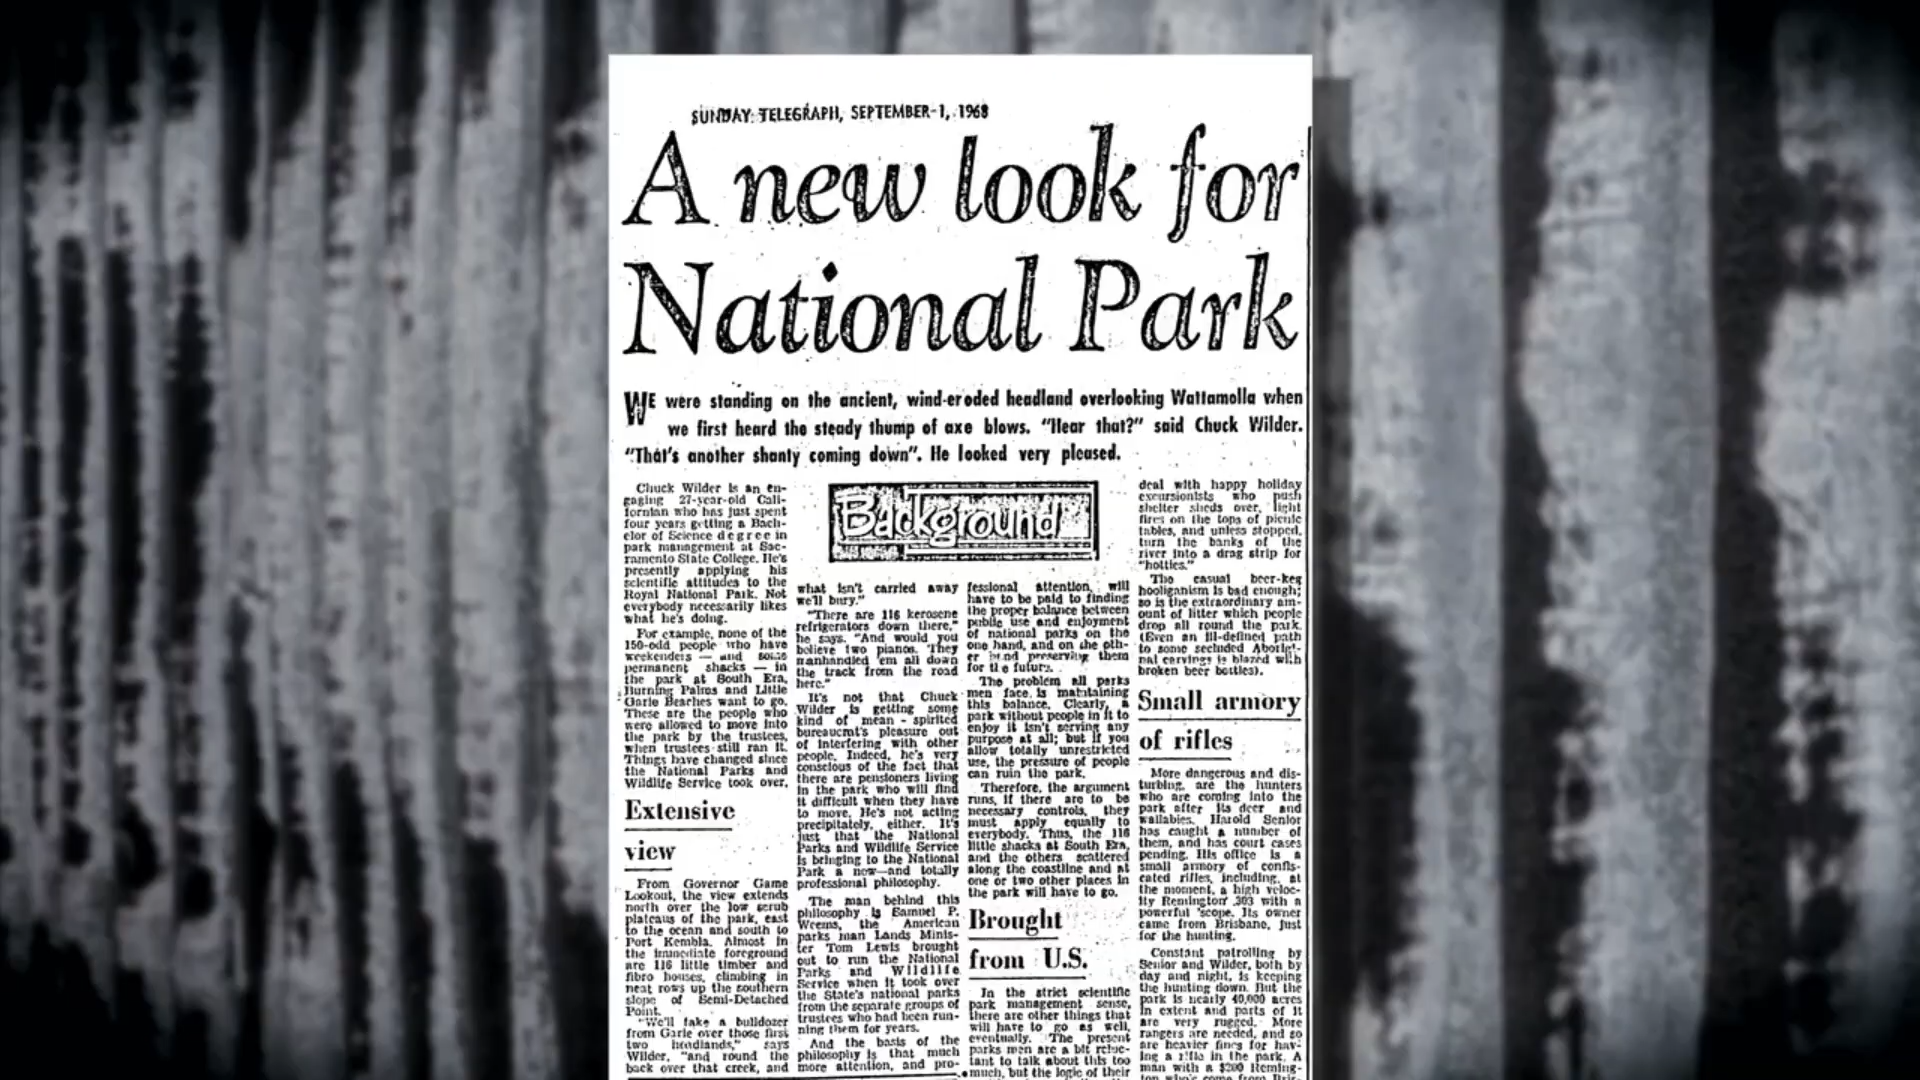 SUNDAY TELEGRAPH, SEPTEMBER 1, 1968
A new look for
National Park
WE were standing on the ancient, wind-eroded headland overlooking Wattamolla when
we first heard the steady thump of axe blows. "Hear that?" said Chuck Wilder.
"That's another shanty coming down". He looked very pleased.
Chuck Wilder is an en-
gaging 27-year-old Cali-
fornian who has just spent
four years getting a Bach-
elor of Science degree in
park management at Sac-
ramento State College. He's
presently applying his
scientific attitudes to the
Royal National Park. Not
everybody necessarily likes
what he's doing.
For example, none of the
150-odd people who have
weekenders — and some
permanent shacks — in
the park at South Era,
Burning Palms and Little
Garie Beaches want to go.
These are the people who
were allowed to move into
the park by the trustees,
when trustees still ran it.
Things have changed since
the National Parks and
Wildlife Service took over.
Extensive
view
From Governor Game
Lookout, the view extends
north over the low scrub
plateaus of the park, east
to the ocean and south to
Port Kembla. Almost in
the immediate foreground
are 116 little timber and
fibro houses, climbing in
neat rows up the southern
slope of Semi-Detached
Point.
"We'll take a bulldozer
from Garie over those first
two headlands," says
Wilder, "and round the
back over that creek, and
Background
what isn't carried away
we'll bury."
"There are 116 kerosene
refrigerators down there,"
he says. "And would you
believe two pianos. They
manhandled 'em all down
the track from the road
here."
It's not that Chuck
Wilder is getting some
kind of mean-spirited
bureaucrat's pleasure out
of interfering with other
people. Indeed, he's very
conscious of the fact that
there are pensioners living
in the park who will find
it difficult when they have
to move. He's not acting
precipitately, either. It's
just that the National
Parks and Wildlife Service
is bringing to the National
Park a new—and totally
professional philosophy.
The man behind this
philosophy is Samuel P.
Weems, the American
parks man Lands Minis-
ter Tom Lewis brought
out to run the National
Parks and Wildlife
Service when it took over
the State's national parks
from the separate groups of
trustees who had been run-
ning them for years.
And the basis of the
philosophy is that much
more attention, and pro-
fessional attention, will
have to be paid to finding
the proper balance between
public use and enjoyment
of national parks on the
one hand, and on the oth-
er hand preserving them
for the future.
The problem all parks
men face is maintaining
this balance. Clearly, a
park without people in it to
enjoy it isn't serving any
purpose at all; but if you
allow totally unrestricted
use, the pressure of people
can ruin the park.
Therefore, the argument
runs, if there are to be
necessary controls, they
must apply equally to
everybody. Thus, the 116
little shacks at South Era,
and the others scattered
along the coastline and at
one or two other places in
the park will have to go.
Brought
from U.S.
In the strict scientific
park management sense,
there are other things that
will have to go as well,
eventually. The present
parks men are a bit reluc-
tant to talk about this too
much, but the logic of their
deal with happy holiday
excursionists who push
shelter sheds over, light
fires on the tops of picnic
tables, and unless stopped,
turn the banks of the
river into a drag strip for
"hotties."
The casual beer-keg
hooliganism is bad enough;
so is the extraordinary am-
ount of litter which people
drop all round the park.
(Even an ill-defined path
to some secluded Aborigi-
nal carvings is blazed with
broken beer bottles).
Small armory
of rifles
More dangerous and dis-
turbing, are the hunters
who are coming into the
park after its deer and
wallabies. Harold Senior
has caught a number of
them, and has court cases
pending. His office is a
small armory of confis-
cated rifles, including, at
the moment, a high veloc-
ity Remington .303 with a
powerful 'scope. Its owner
came from Brisbane, just
for the hunting.
Constant patrolling by
Senior and Wilder, both by
day and night, is keeping
the hunting down. But the
park is nearly 40,000 acres
in extent and parts of it
are very rugged. More
rangers are needed, and so
are heavier fines for hav-
ing a rifle in the park. A
man with a $200 Reming-
ton who's come from Bris-